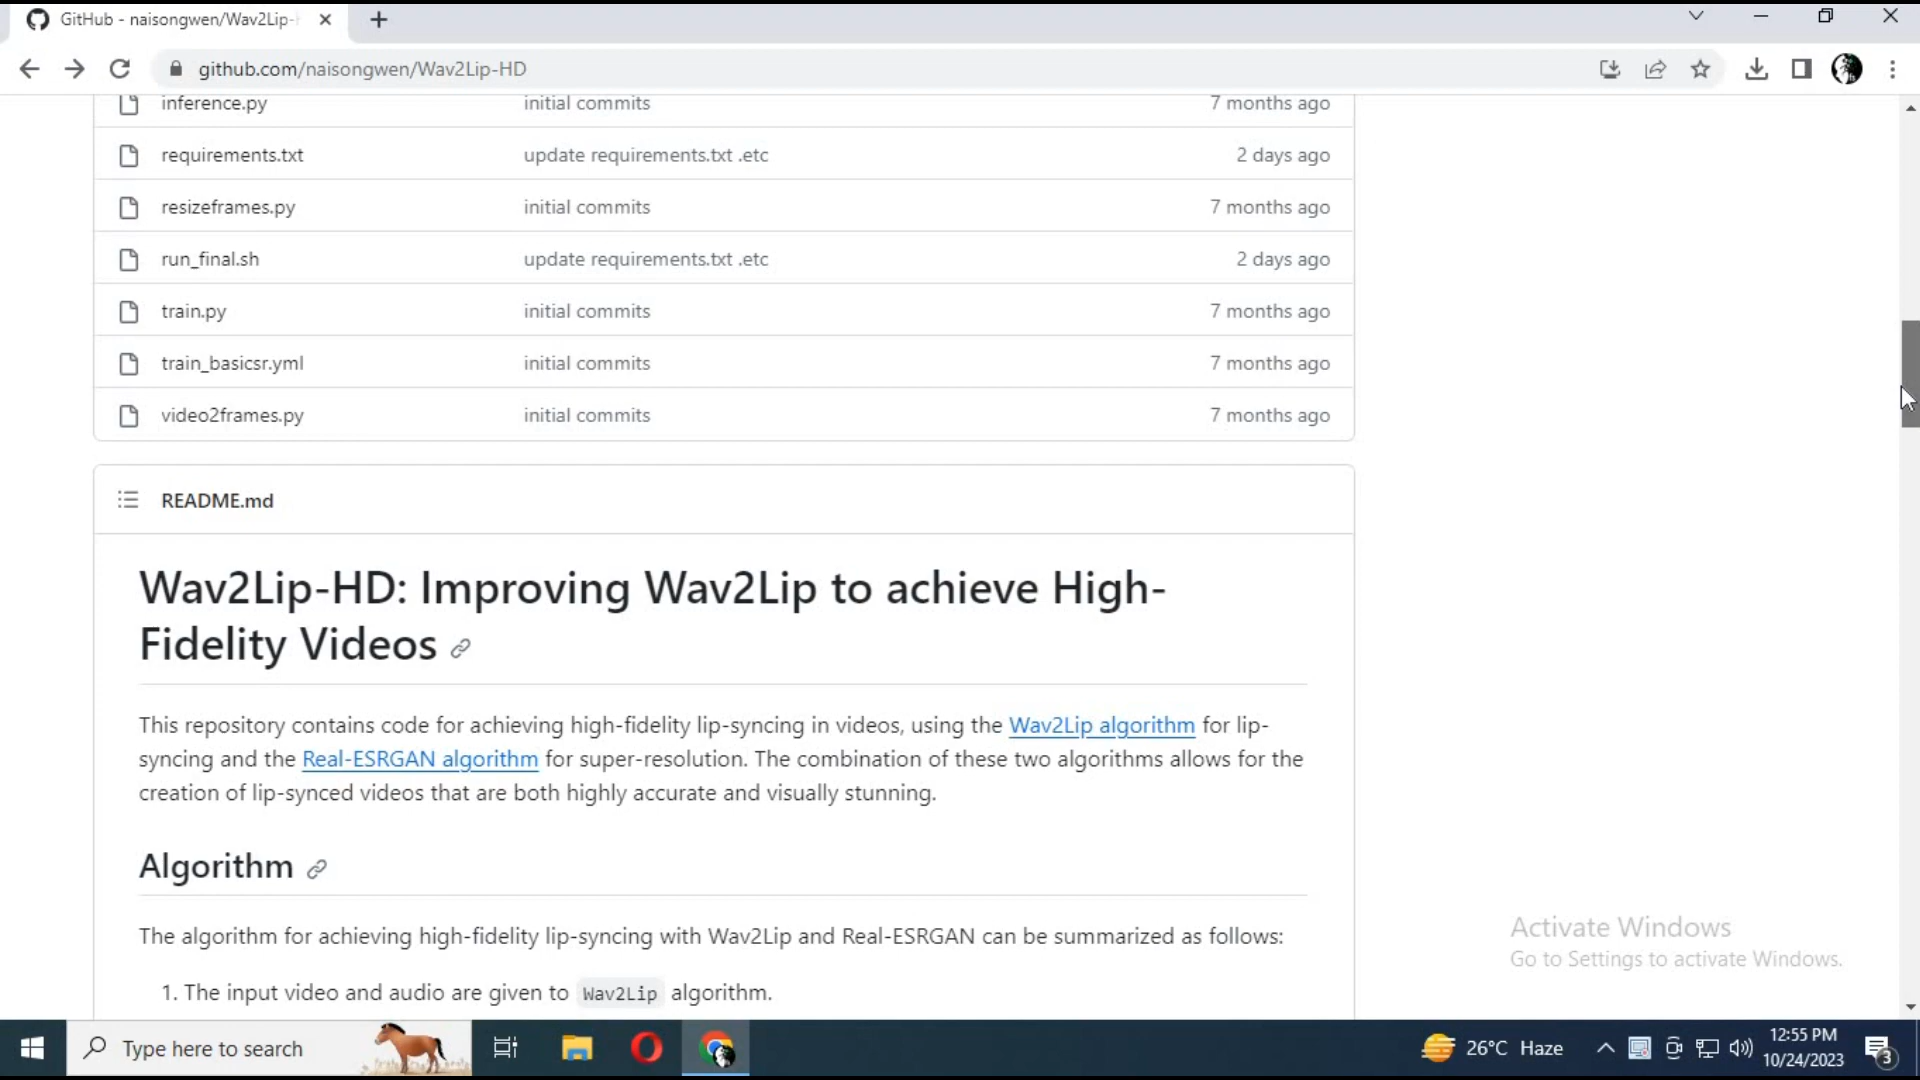 GitHub - naisongwen/Wav2Lip-
github.com/naisongwen/Wav2Lip-HD
inference.py initial commits 7 months ago
requirements.txt update requirements.txt .etc 2 days ago
resizeframes.py initial commits 7 months ago
run_final.sh update requirements.txt .etc 2 days ago
train.py initial commits 7 months ago
train_basicsr.yml initial commits 7 months ago
video2frames.py initial commits 7 months ago
README.md
Wav2Lip-HD: Improving Wav2Lip to achieve High-
Fidelity Videos
This repository contains code for achieving high-fidelity lip-syncing in videos, using the Wav2Lip algorithm for lip-
syncing and the Real-ESRGAN algorithm for super-resolution. The combination of these two algorithms allows for the
creation of lip-synced videos that are both highly accurate and visually stunning.
Algorithm
The algorithm for achieving high-fidelity lip-syncing with Wav2Lip and Real-ESRGAN can be summarized as follows:
1. The input video and audio are given to Wav2Lip algorithm.
Activate Windows
Go to Settings to activate Windows.
Type here to search
26°C Haze
12:55 PM
10/24/2023
3